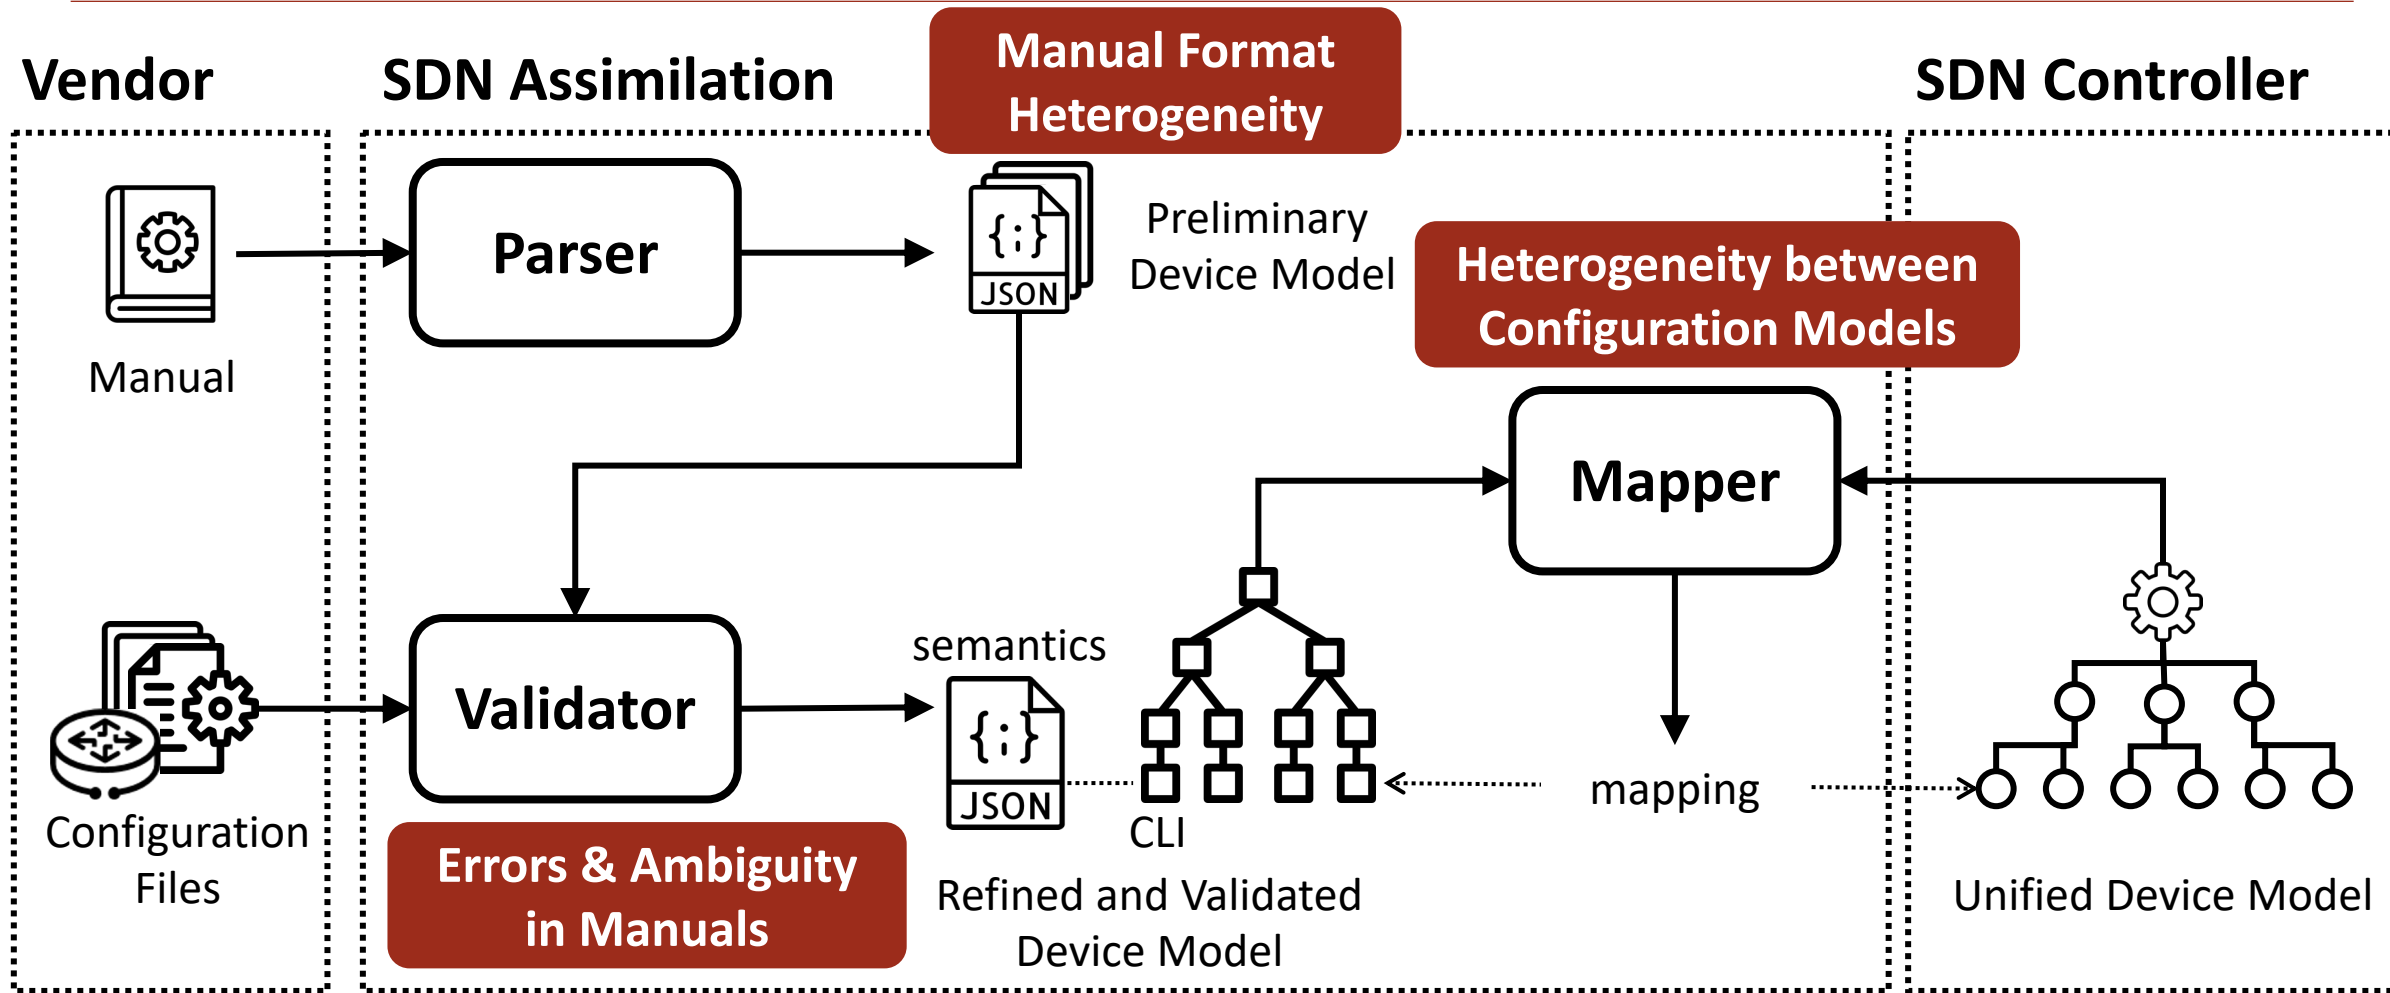 Vendor
SDN Assimilation
Manual Format
Heterogeneity
SDN Controller
Manual
Parser
{;}
JSON
Preliminary
Device Model
Heterogeneity between
Configuration Models
Mapper
Configuration
Files
Validator
Errors & Ambiguity
in Manuals
semantics
{;}
JSON
CLI
Refined and Validated
Device Model
mapping
Unified Device Model